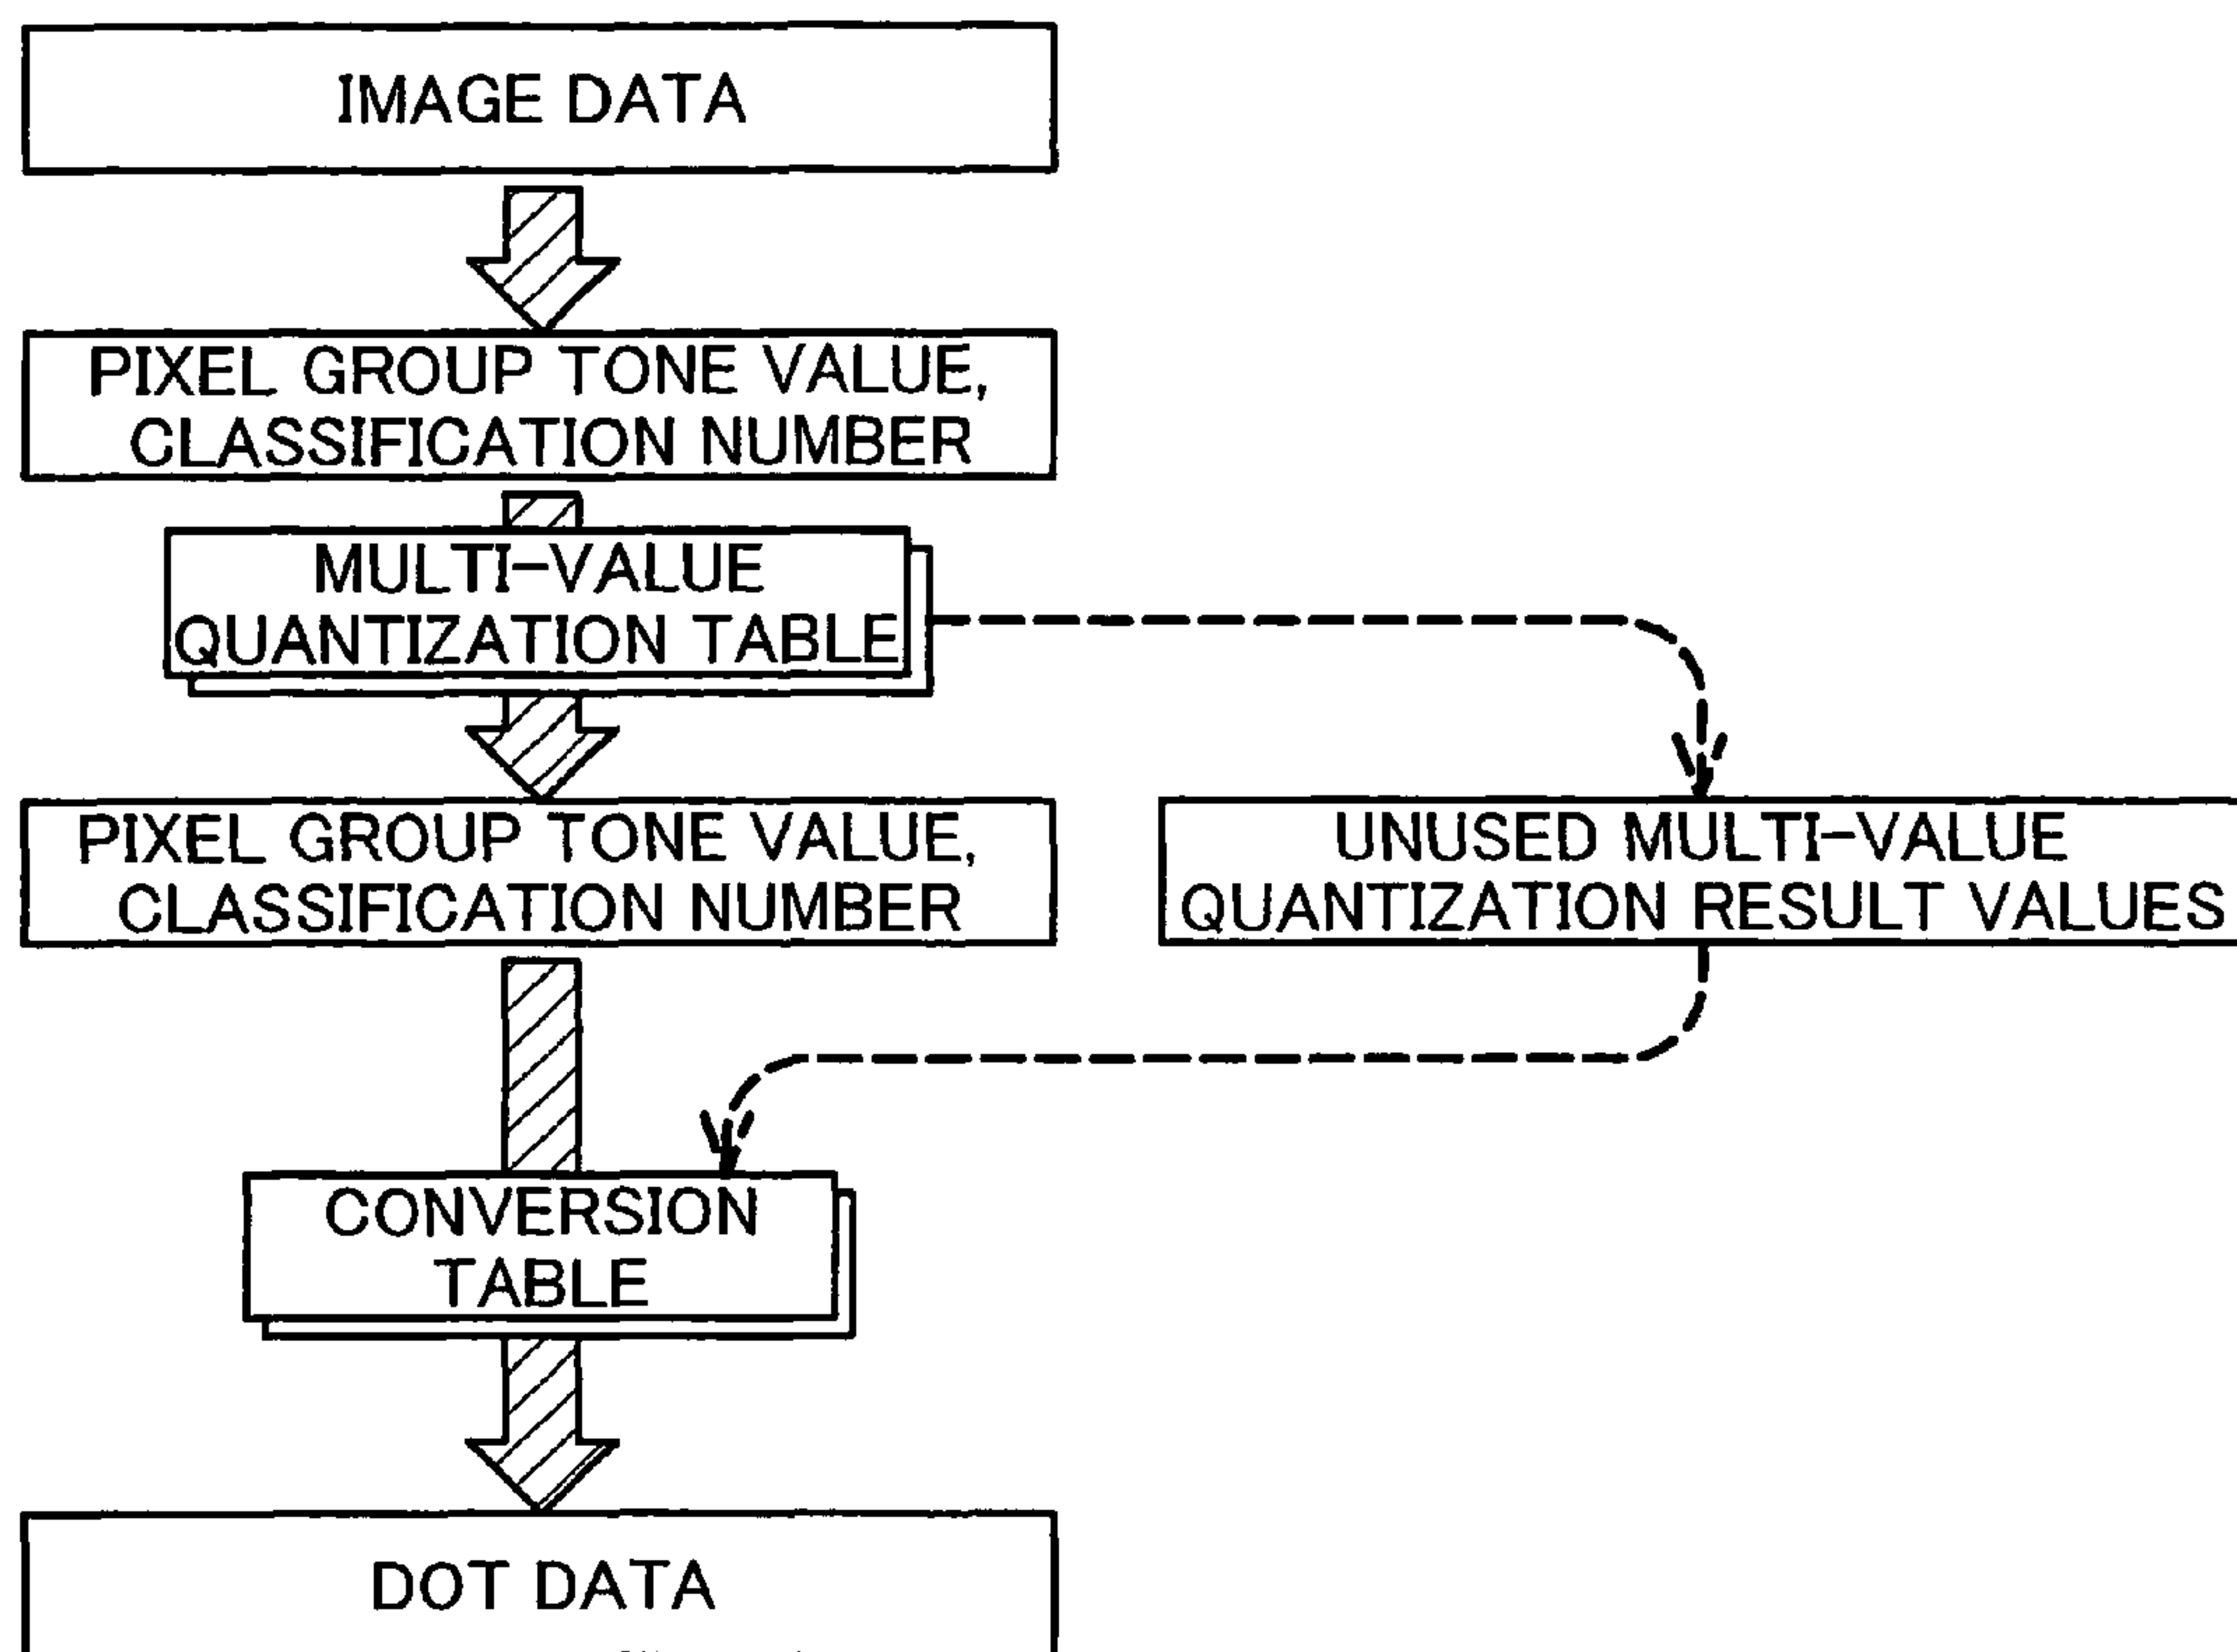 IMAGE DATA
PIXEL GROUP TONE VALUE,
CLASSIFICATION NUMBER
MULTI-VALUE
QUANTIZATION TABLE
PIXEL GROUP TONE VALUE,
CLASSIFICATION NUMBER
UNUSED MULTI-VALUE
QUANTIZATION RESULT VALUES
CONVERSION
TABLE
DOT DATA